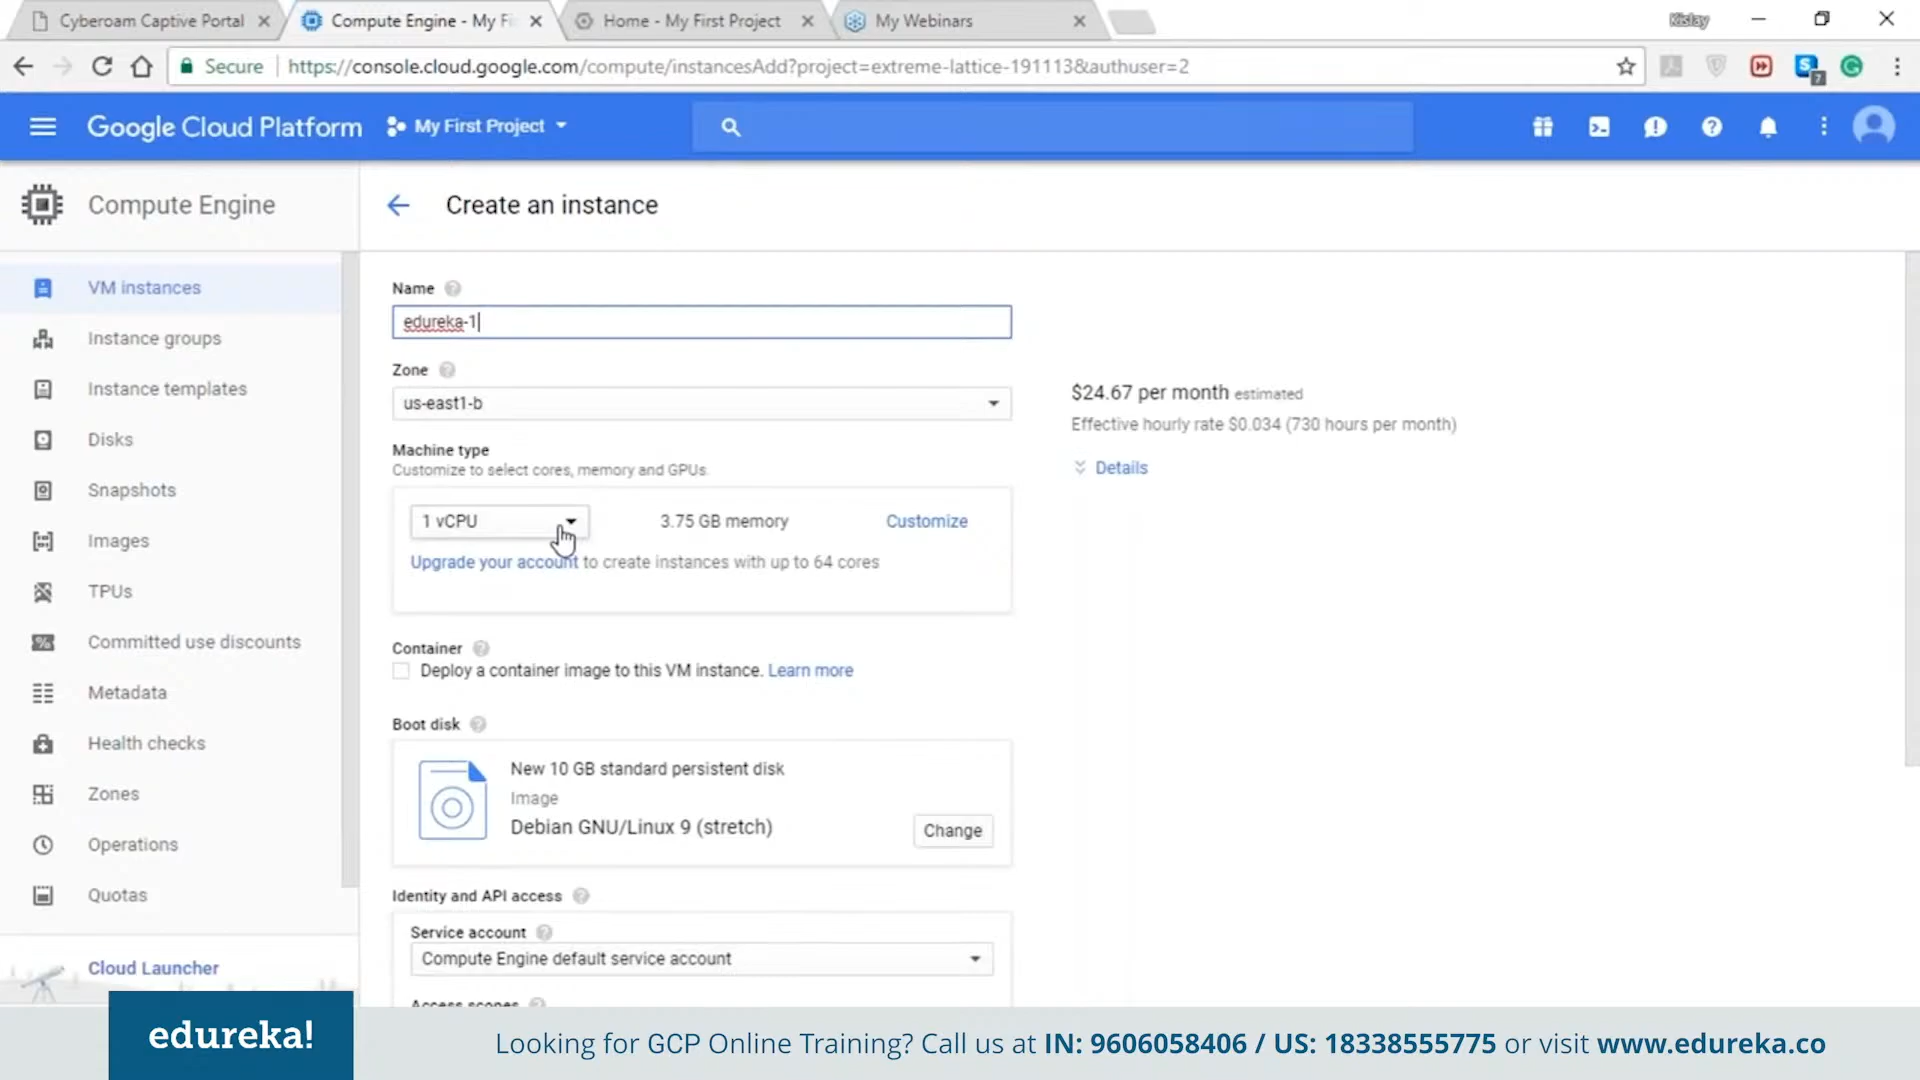 Cyberoam Captive Portal
Compute Engine - My Fi
Home - My First Project
My Webinars
Kislay
Secure
https://console.cloud.google.com/compute/instancesAdd?project=extreme-lattice-191113&authuser=2
7
Google Cloud Platform
My First Project
Compute Engine
Create an instance
VM instances
Instance groups
Instance templates
Disks
Snapshots
Images
TPUs
Committed use discounts
Metadata
Health checks
Zones
Operations
Quotas
Cloud Launcher
Name
edureka-1
Zone
us-east1-b
Machine type
Customize to select cores, memory and GPUs.
1 vCPU
3.75 GB memory
Customize
Upgrade your account to create instances with up to 64 cores
Container
Deploy a container image to this VM instance. Learn more
Boot disk
New 10 GB standard persistent disk
Image
Debian GNU/Linux 9 (stretch)
Change
Identity and API access
Service account
Compute Engine default service account
Access scopes
$24.67 per month estimated
Effective hourly rate $0.034 (730 hours per month)
Details
edureka!
Looking for GCP Online Training? Call us at IN: 9606058406 / US: 18338555775 or visit www.edureka.co